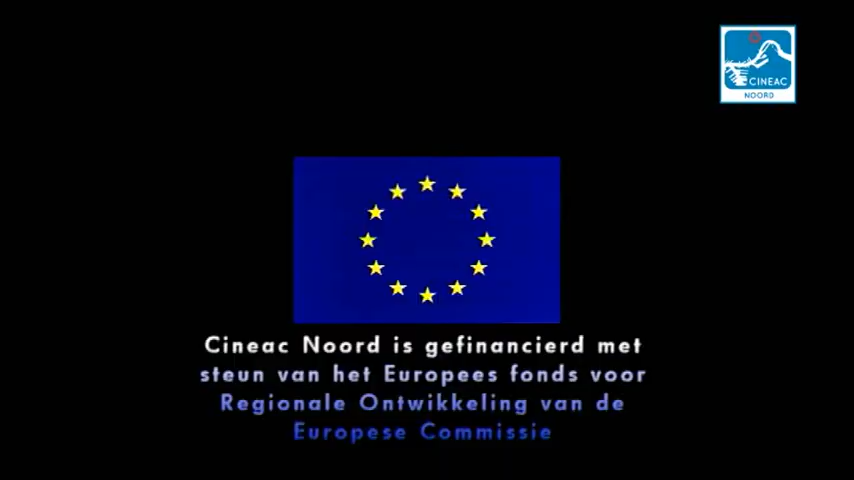 CINEAC
NOORD
Cineac Noord is gefinancierd met
steun van het Europees fonds voor
Regionale Ontwikkeling van de
Europese Commissie